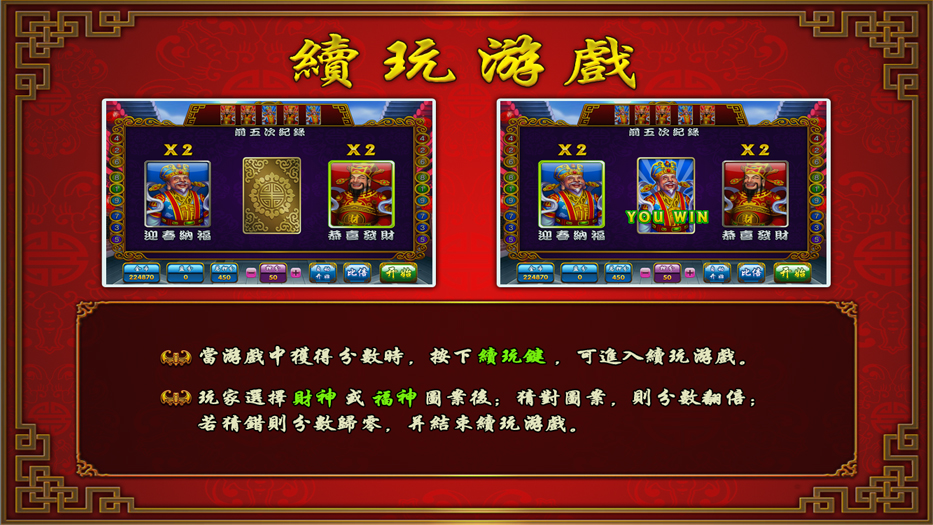 續玩游戲
前五次紀錄
X2
X2
迎春納福
恭喜發財
224870
0
450
50
比倍
開始
前五次紀錄
X2
X2
YOU WIN
迎春納福
恭喜發財
224870
0
450
50
比倍
開始
當游戲中獲得分數時，按下續玩鍵，可進入續玩游戲。
玩家選擇財神或福神圖案後；猜對圖案，則分數翻倍；
若猜錯則分數歸零，并結束續玩游戲。